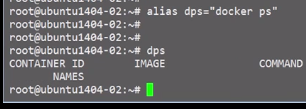 root@ubuntu1404-02:~# alias dps="docker ps"
root@ubuntu1404-02:~#
root@ubuntu1404-02:~#
root@ubuntu1404-02:~# dps
CONTAINER ID IMAGE COMMAND
NAMES
root@ubuntu1404-02:~#